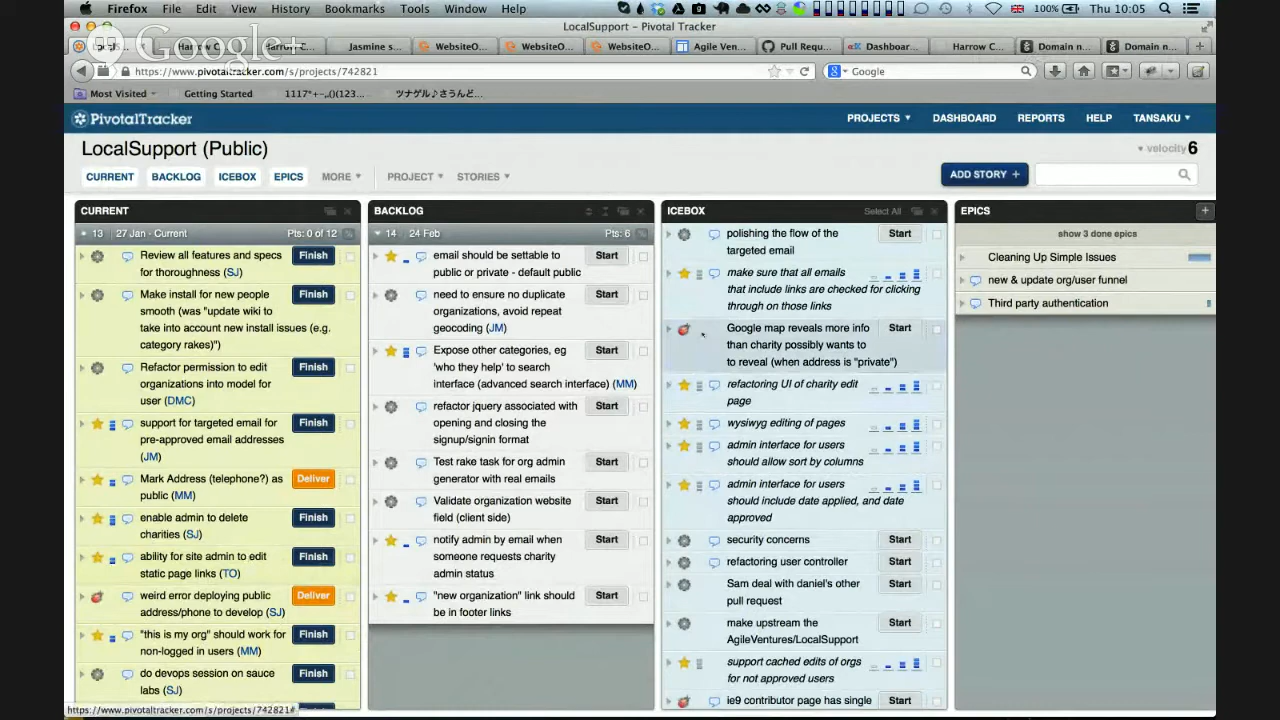 Firefox File Edit View History Bookmarks Tools Window Help 100% Thu 10:05
LocalSupport – Pivotal Tracker
Google+
Harrow C... Jasmine s... WebsiteO... WebsiteO... WebsiteO... Agile Ven... Pull Requ... Dashboar... Harrow C... Domain n... Domain n...
https://www.pivotaltracker.com/s/projects/742821 Google
Most Visited Getting Started 1117*+-,,()(123... ツナゲル♪さうんど...
PivotalTracker PROJECTS DASHBOARD REPORTS HELP TANSAKU
LocalSupport (Public) velocity 6
CURRENT BACKLOG ICEBOX EPICS MORE PROJECT STORIES ADD STORY +
CURRENT
13 27 Jan - Current Pts: 0 of 12
Review all features and specs Finish
for thoroughness (SJ)
Make install for new people Finish
smooth (was "update wiki to
take into account new install issues (e.g.
category rakes)")
Refactor permission to edit Finish
organizations into model for
user (DMC)
support for targeted email for Finish
pre-approved email addresses
(JM)
Mark Address (telephone?) as Deliver
public (MM)
enable admin to delete Finish
charities (SJ)
ability for site admin to edit Finish
static page links (TO)
weird error deploying public Deliver
address/phone to develop (SJ)
"this is my org" should work for Finish
non-logged in users (MM)
do devops session on sauce Finish
labs (SJ)
https://www.pivotaltracker.com/s/projects/742821#
BACKLOG
14 24 Feb Pts: 6
email should be settable to Start
public or private - default public
need to ensure no duplicate Start
organizations, avoid repeat
geocoding (JM)
Expose other categories, eg Start
'who they help' to search
interface (advanced search interface) (MM)
refactor jquery associated with Start
opening and closing the
signup/signin format
Test rake task for org admin Start
generator with real emails
Validate organization website Start
field (client side)
notify admin by email when Start
someone requests charity
admin status
"new organization" link should Start
be in footer links
ICEBOX Select All
polishing the flow of the Start
targeted email
make sure that all emails
that include links are checked for clicking
through on those links
Google map reveals more info Start
than charity possibly wants to
to reveal (when address is "private")
refactoring UI of charity edit
page
wysiwyg editing of pages
admin interface for users
should allow sort by columns
admin interface for users
should include date applied, and date
approved
security concerns Start
refactoring user controller Start
Sam deal with daniel's other Start
pull request
make upstream the Start
AgileVentures/LocalSupport
support cached edits of orgs
for not approved users
ie9 contributor page has single Start
EPICS +
show 3 done epics
Cleaning Up Simple Issues
new & update org/user funnel
Third party authentication